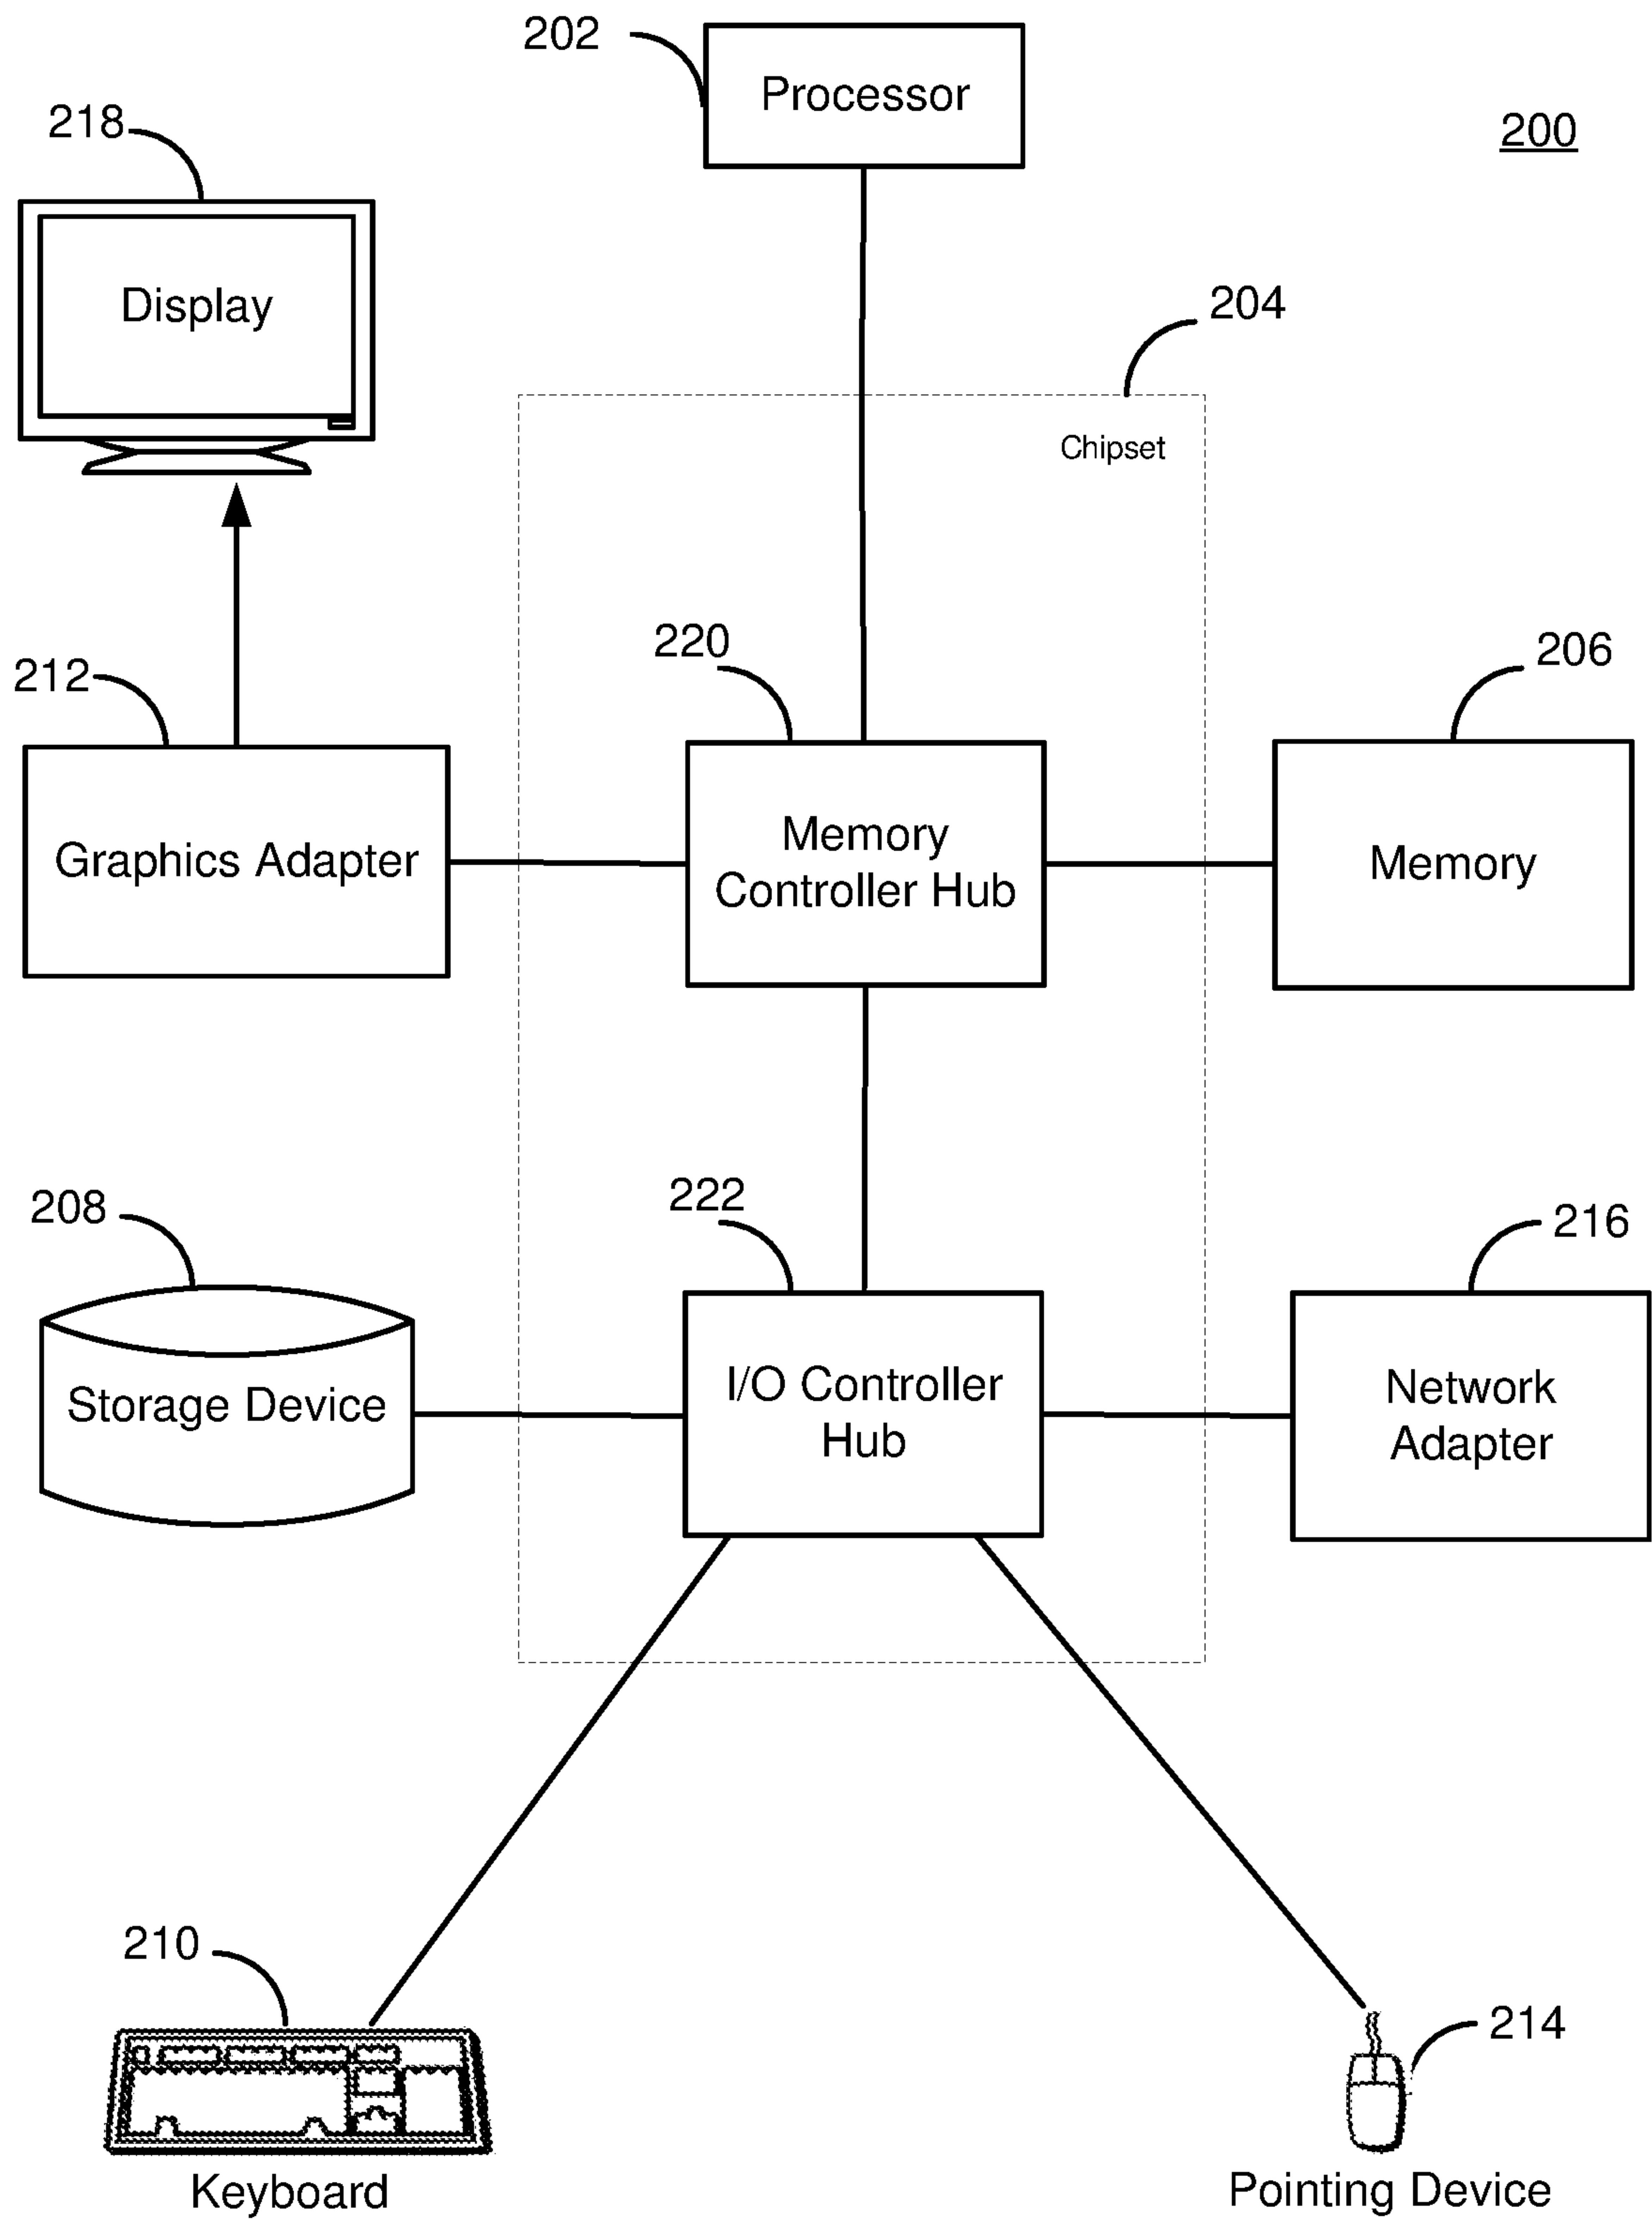 202
Processor
200
218
Display
204
Chipset
220
206
212
Memory
Controller Hub
Graphics Adapter
Memory
208
222
216
Storage Device
I/O Controller
Hub
Network
Adapter
210
214
Keyboard
Pointing Device